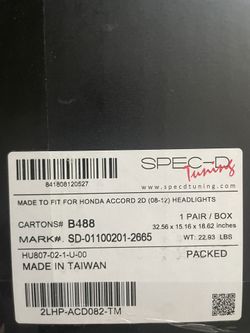 SPEC-D
Tuning
www.specdtuning.com
841808120527
MADE TO FIT FOR HONDA ACCORD 2D (08-12) HEADLIGHTS
CARTONS# B488
1 PAIR / BOX
32.56 x 15.16 x 18.62 inches
MARK#. SD-01100201-2665
WT: 22.93 LBS
HU807-02-1-U-00
PACKED
MADE IN TAIWAN
2LHP-ACD082-TM